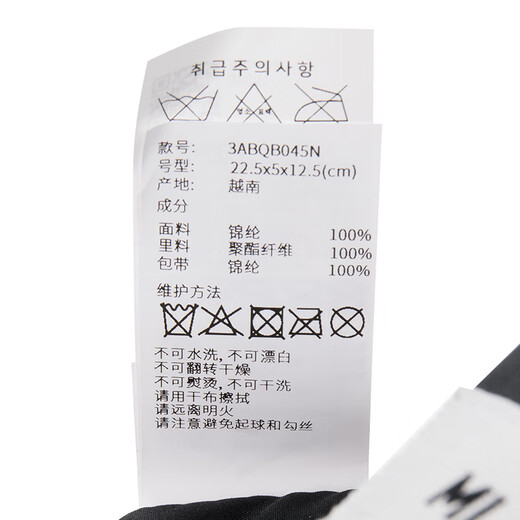 취급주의사항
염소 표백
款号: 3ABQB045N
号型: 22.5x5x12.5(cm)
产地: 越南
成分
面料 锦纶 100%
里料 聚酯纤维 100%
包带 锦纶 100%
维护方法
不可水洗,不可漂白
不可翻转干燥
不可熨烫,不可干洗
请用干布擦拭
请远离明火
请注意避免起球和勾丝